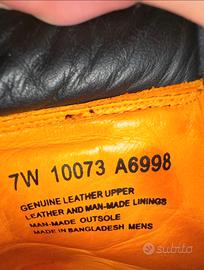 7W 10073 A6998
GENUINE LEATHER UPPER
LEATHER AND MAN-MADE LININGS
MAN-MADE OUTSOLE
MADE IN BANGLADESH MENS
subito